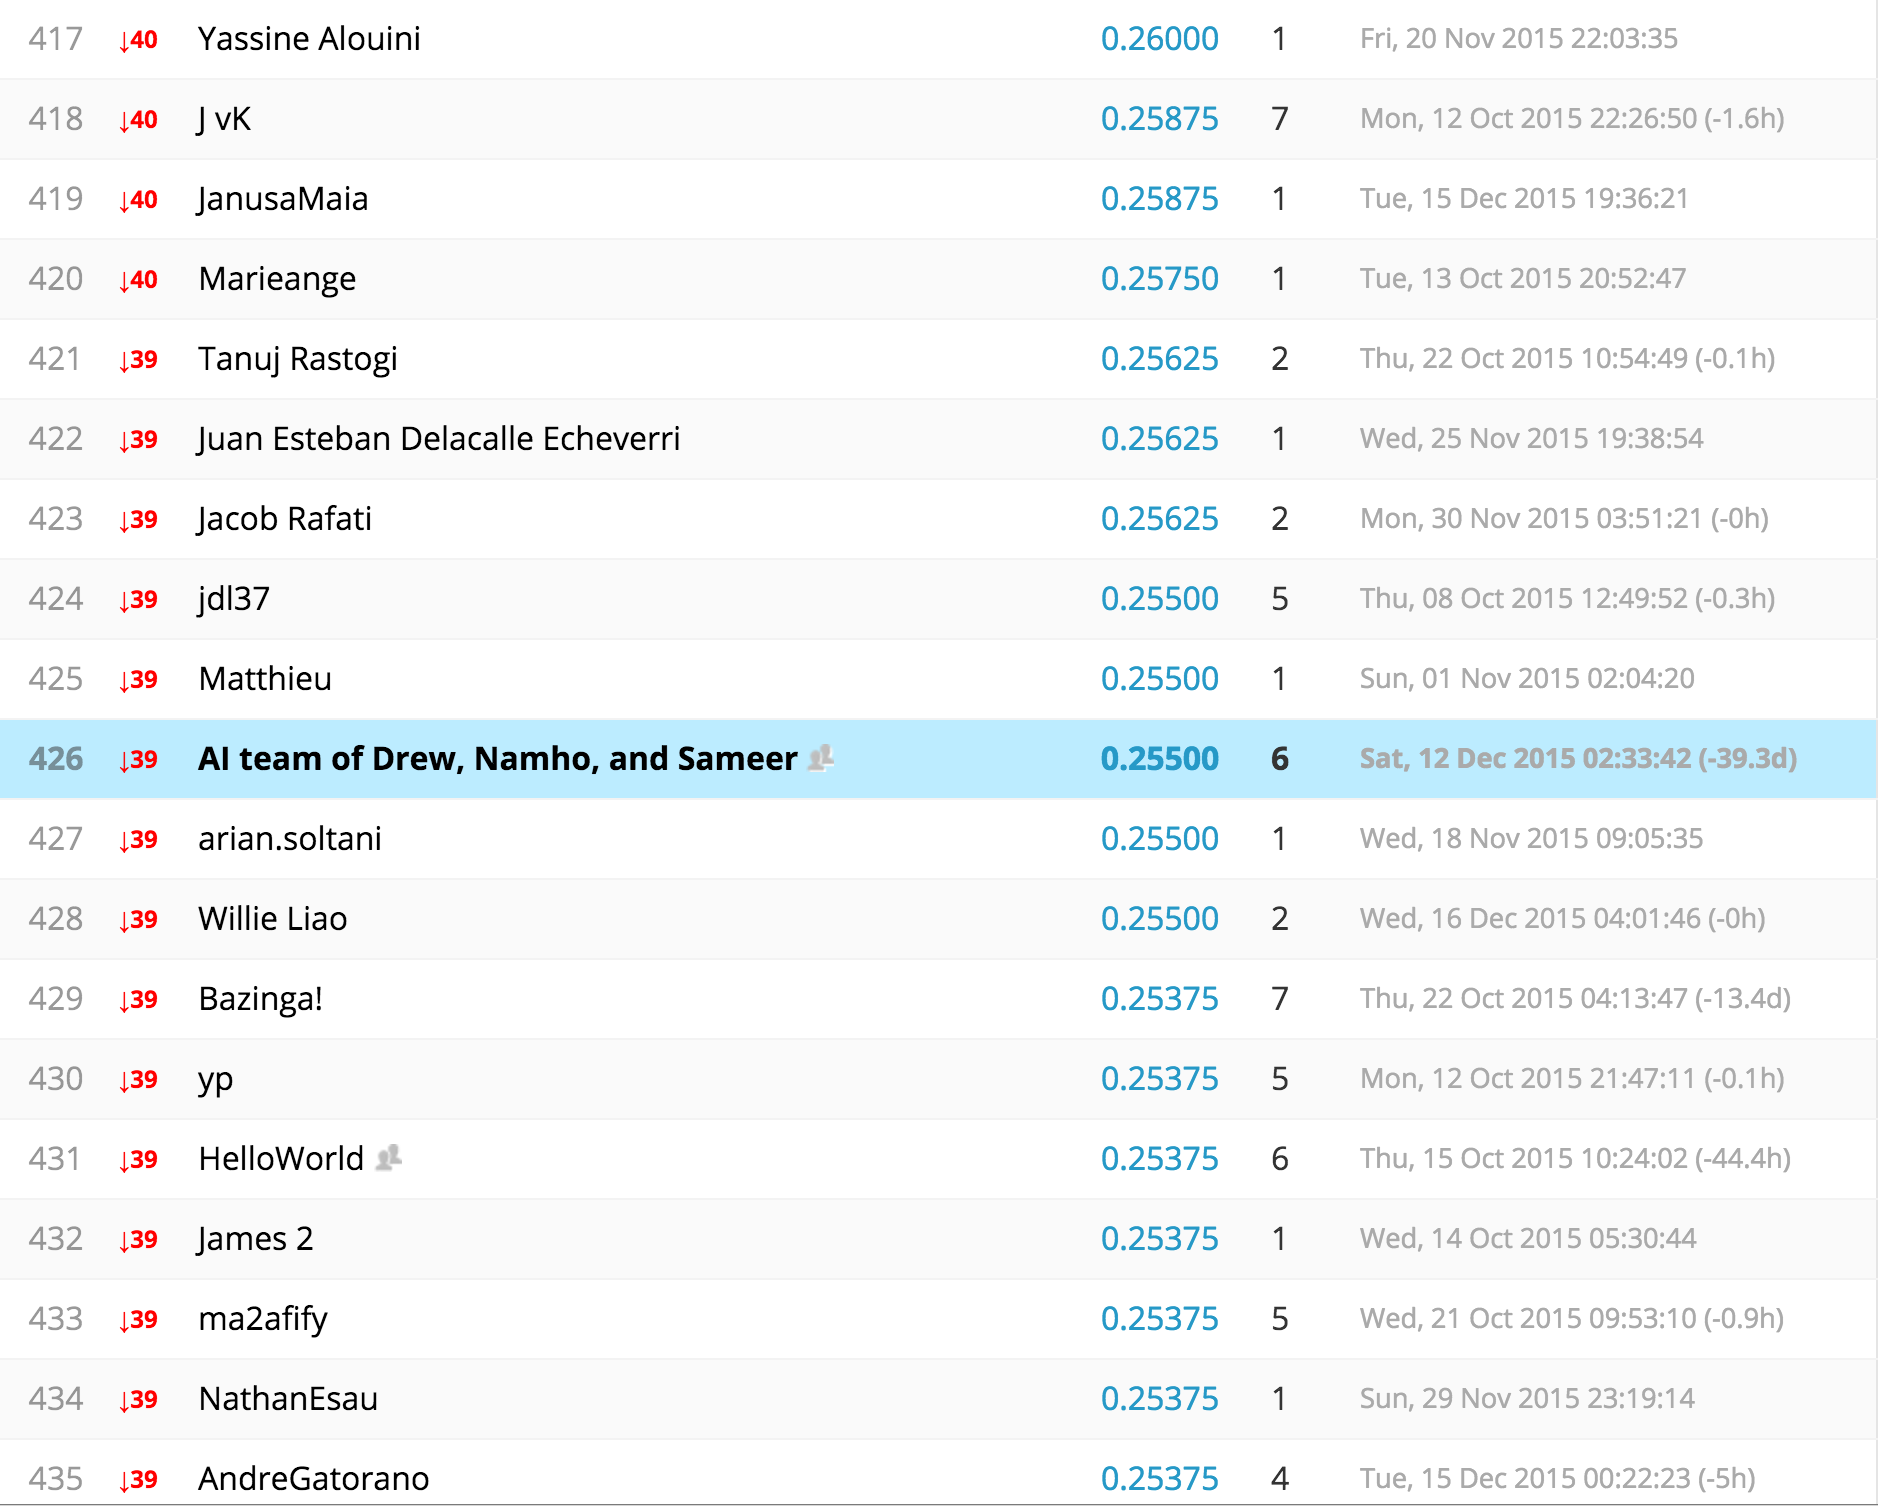 417 ↓40 Yassine Alouini 0.26000 1 Fri, 20 Nov 2015 22:03:35
418 ↓40 J vK 0.25875 7 Mon, 12 Oct 2015 22:26:50 (-1.6h)
419 ↓40 JanusaMaia 0.25875 1 Tue, 15 Dec 2015 19:36:21
420 ↓40 Marieange 0.25750 1 Tue, 13 Oct 2015 20:52:47
421 ↓39 Tanuj Rastogi 0.25625 2 Thu, 22 Oct 2015 10:54:49 (-0.1h)
422 ↓39 Juan Esteban Delacalle Echeverri 0.25625 1 Wed, 25 Nov 2015 19:38:54
423 ↓39 Jacob Rafati 0.25625 2 Mon, 30 Nov 2015 03:51:21 (-0h)
424 ↓39 jdl37 0.25500 5 Thu, 08 Oct 2015 12:49:52 (-0.3h)
425 ↓39 Matthieu 0.25500 1 Sun, 01 Nov 2015 02:04:20
426 ↓39 AI team of Drew, Namho, and Sameer 0.25500 6 Sat, 12 Dec 2015 02:33:42 (-39.3d)
427 ↓39 arian.soltani 0.25500 1 Wed, 18 Nov 2015 09:05:35
428 ↓39 Willie Liao 0.25500 2 Wed, 16 Dec 2015 04:01:46 (-0h)
429 ↓39 Bazinga! 0.25375 7 Thu, 22 Oct 2015 04:13:47 (-13.4d)
430 ↓39 yp 0.25375 5 Mon, 12 Oct 2015 21:47:11 (-0.1h)
431 ↓39 HelloWorld 0.25375 6 Thu, 15 Oct 2015 10:24:02 (-44.4h)
432 ↓39 James 2 0.25375 1 Wed, 14 Oct 2015 05:30:44
433 ↓39 ma2afify 0.25375 5 Wed, 21 Oct 2015 09:53:10 (-0.9h)
434 ↓39 NathanEsau 0.25375 1 Sun, 29 Nov 2015 23:19:14
435 ↓39 AndreGatorano 0.25375 4 Tue, 15 Dec 2015 00:22:23 (-5h)